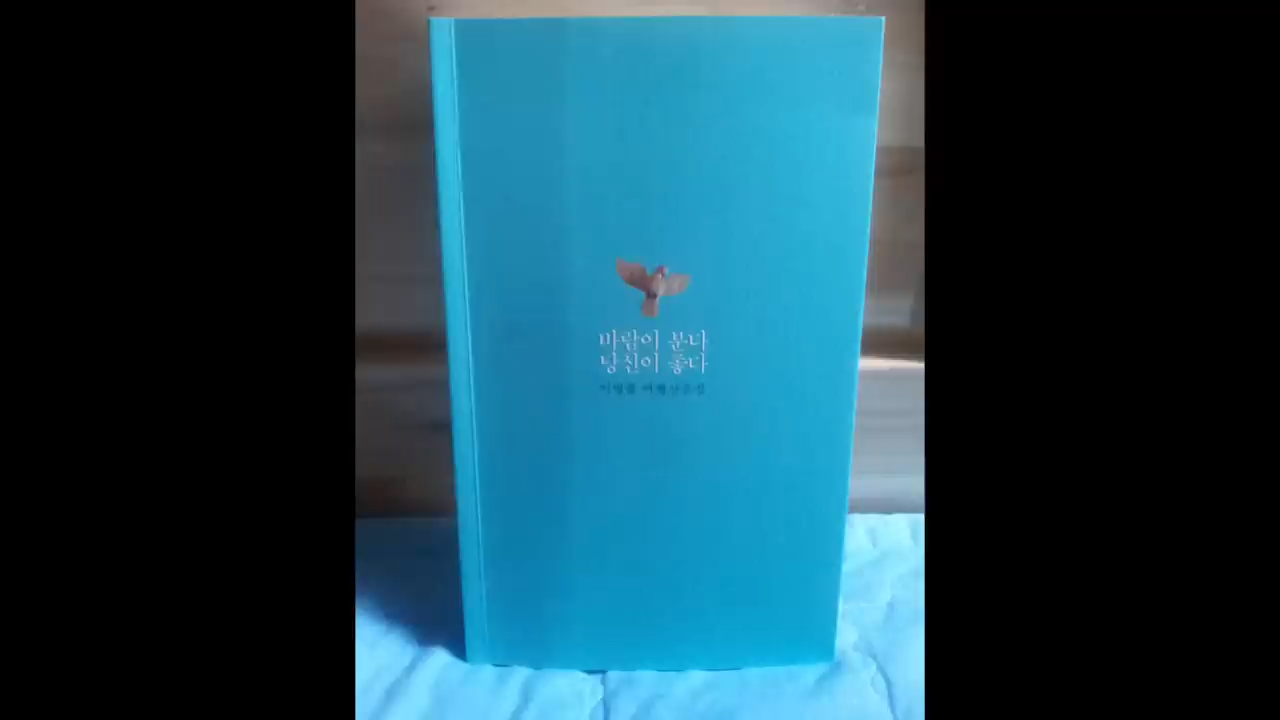 바람이 분다
당신이 좋다
이병률 여행산문집